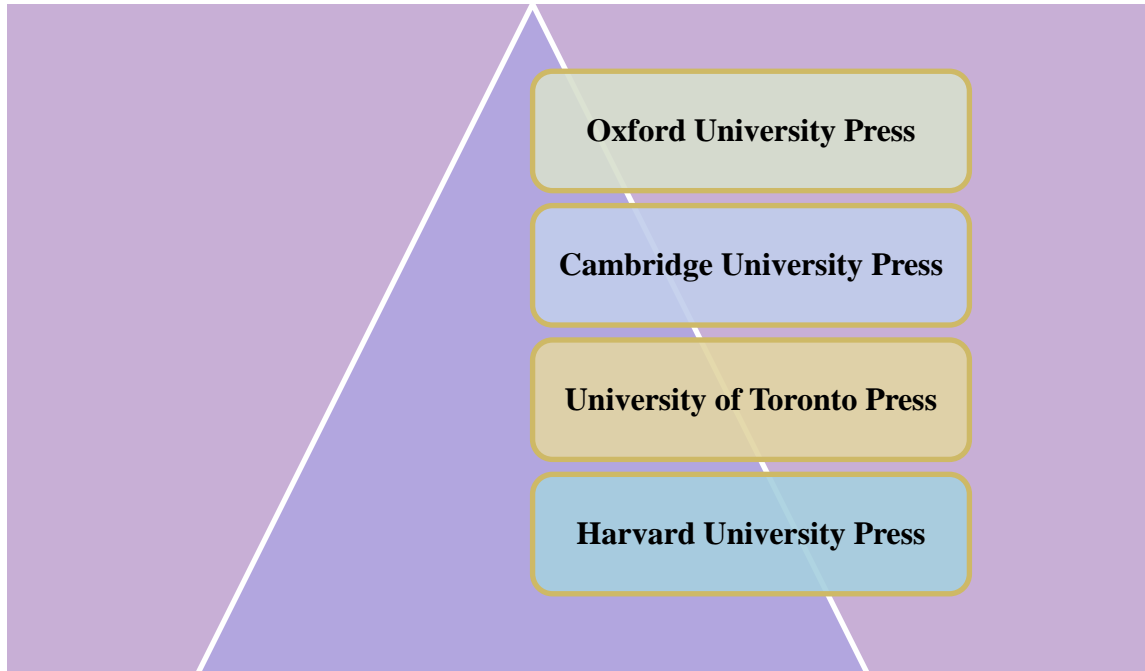 Oxford University Press
Cambridge University Press
University of Toronto Press
Harvard University Press